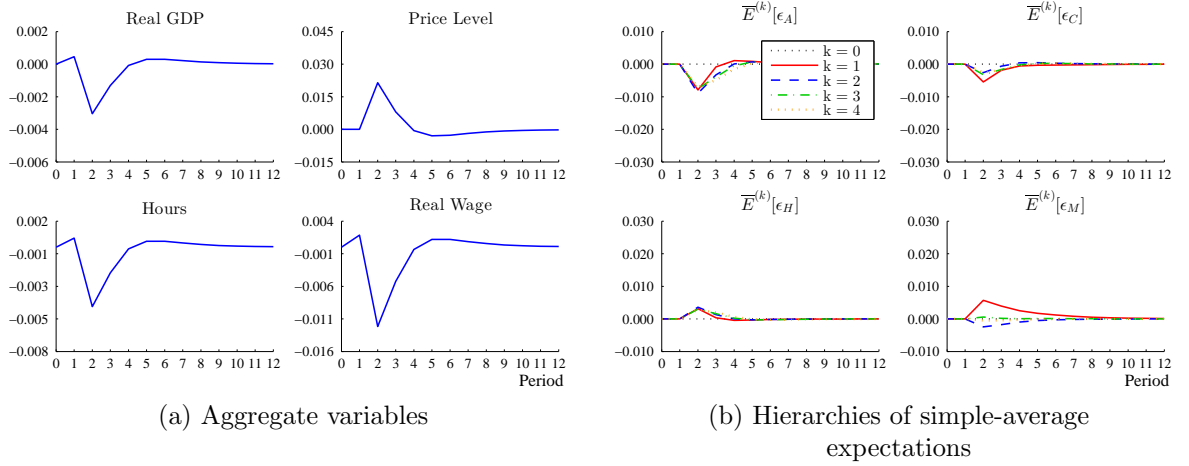 Real GDP
0.002
0.000
−0.002
−0.004
−0.006
0 1 2 3 4 5 6 7 8 9 10 11 12
Price Level
0.045
0.030
0.015
0.000
−0.015
0 1 2 3 4 5 6 7 8 9 10 11 12
Hours
0.002
−0.001
−0.003
−0.005
−0.008
0 1 2 3 4 5 6 7 8 9 10 11 12
Real Wage
0.004
−0.001
−0.006
−0.011
−0.016
0 1 2 3 4 5 6 7 8 9 10 11 12
Period
(a) Aggregate variables
E̅^(k)[ϵ_A]
0.010
0.000
−0.010
−0.020
−0.030
0 1 2 3 4 5 6 7 8 9 10 11 12
k = 0
k = 1
k = 2
k = 3
k = 4
E̅^(k)[ϵ_C]
0.010
0.000
−0.010
−0.020
−0.030
0 1 2 3 4 5 6 7 8 9 10 11 12
E̅^(k)[ϵ_H]
0.030
0.020
0.010
0.000
−0.010
0 1 2 3 4 5 6 7 8 9 10 11 12
E̅^(k)[ϵ_M]
0.030
0.020
0.010
0.000
−0.010
0 1 2 3 4 5 6 7 8 9 10 11 12
Period
(b) Hierarchies of simple-average
expectations